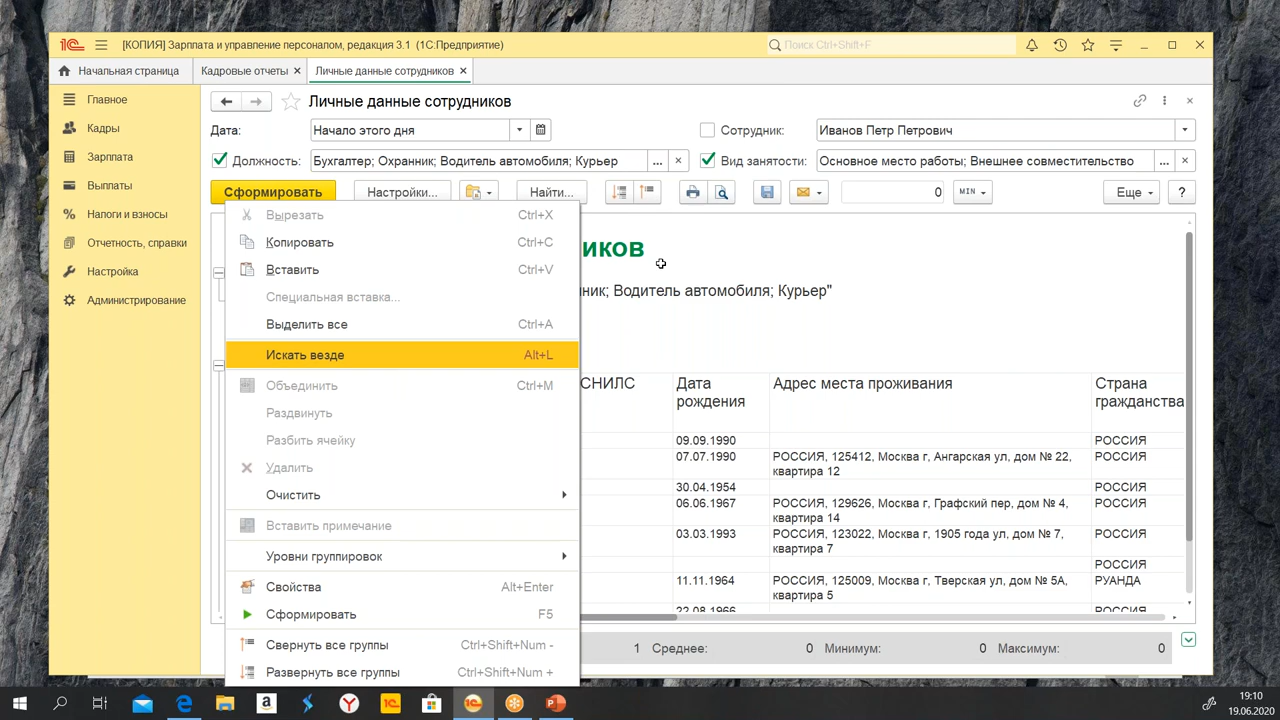 1С [КОПИЯ] Зарплата и управление персоналом, редакция 3.1 (1С:Предприятие) Поиск Ctrl+Shift+F
Начальная страница Кадровые отчеты × Личные данные сотрудников ×
Главное
Кадры
Зарплата
Выплаты
Налоги и взносы
Отчетность, справки
Настройка
Администрирование
Личные данные сотрудников
Дата: Начало этого дня Сотрудник: Иванов Петр Петрович
Должность: Бухгалтер; Охранник; Водитель автомобиля; Курьер ... × Вид занятости: Основное место работы; Внешнее совместительство ... ×
Сформировать Настройки... Найти... 0 MIN Еще ?
Вырезать Ctrl+X
Копировать Ctrl+C
Вставить Ctrl+V
Специальная вставка...
Выделить все Ctrl+A
Искать везде Alt+L
Объединить Ctrl+M
Раздвинуть
Разбить ячейку
Удалить
Очистить
Вставить примечание
Уровни группировок
Свойства Alt+Enter
Сформировать F5
Свернуть все группы Ctrl+Shift+Num -
Развернуть все группы Ctrl+Shift+Num +
иков
ник; Водитель автомобиля; Курьер"
СНИЛС Дата Адрес места проживания Страна
рождения гражданства
09.09.1990 РОССИЯ
07.07.1990 РОССИЯ, 125412, Москва г, Ангарская ул, дом № 22, РОССИЯ
квартира 12
30.04.1954 РОССИЯ
06.06.1967 РОССИЯ, 129626, Москва г, Графский пер, дом № 4, РОССИЯ
квартира 14
03.03.1993 РОССИЯ, 123022, Москва г, 1905 года ул, дом № 7, РОССИЯ
квартира 7
РОССИЯ
11.11.1964 РОССИЯ, 125009, Москва г, Тверская ул, дом № 5А, РУАНДА
квартира 5
22.08.1966 РОССИЯ
1 Среднее: 0 Минимум: 0 Максимум: 0
19:10
19.06.2020